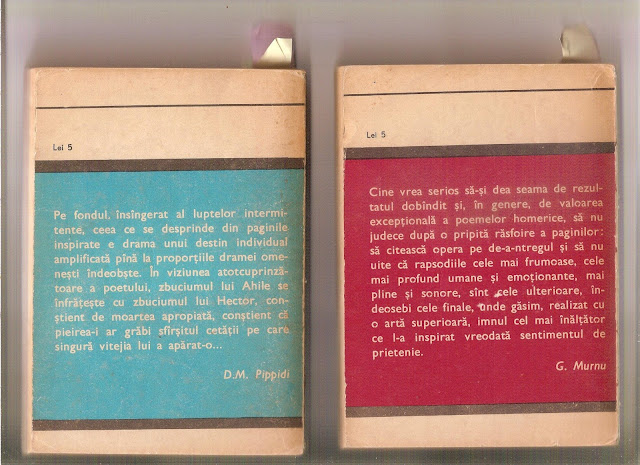 Lei 5
Pe fondul însîngerat al luptelor intermi-
tente, ceea ce se desprinde din paginile
inspirate e drama unui destin individual
amplificată pînă la proporțiile dramei ome-
nești îndeobște. În viziunea atotcuprinză-
toare a poetului, zbuciumul lui Ahile se
înfrățește cu zbuciumul lui Hector, con-
știent de moartea apropiată, conștient că
pieirea-i ar grăbi sfîrșitul cetății pe care
singură vitejia lui a apărat-o...
D.M. Pippidi
Lei 5
Cine vrea serios să-și dea seama de rezul-
tatul dobîndit și, în genere, de valoarea
excepțională a poemelor homerice, să nu
judece după o pripită răsfoire a paginilor:
să citească opera pe de-a-ntregul și să nu
uite că rapsodiile cele mai frumoase, cele
mai profund umane și emoționante, mai
pline și sonore, sînt cele ulterioare, în-
deosebi cele finale, unde găsim, realizat cu
o artă superioară, imnul cel mai înălțător
ce l-a inspirat vreodată sentimentul de
prietenie.
G. Murnu